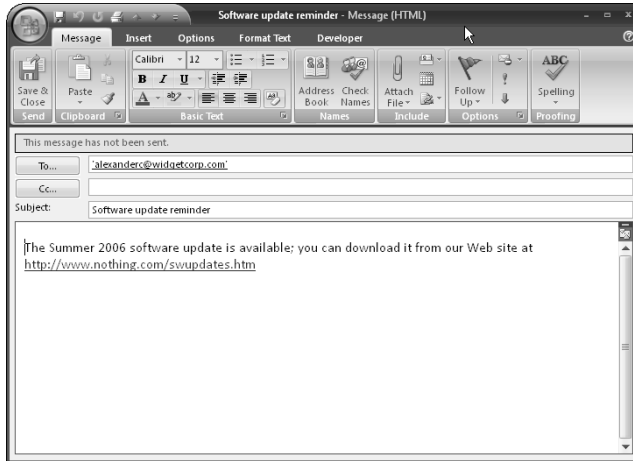 Software update reminder - Message (HTML)
Message Insert Options Format Text Developer
Calibri 12
Save & Close
Paste
B I U
A ab
Address Book
Check Names
Attach File
Follow Up
ABC
Spelling
Send Clipboard Basic Text Names Include Options Proofing
This message has not been sent.
To... 'alexanderc@widgetcorp.com'
Cc...
Subject: Software update reminder
The Summer 2006 software update is available; you can download it from our Web site at
http://www.nothing.com/swupdates.htm